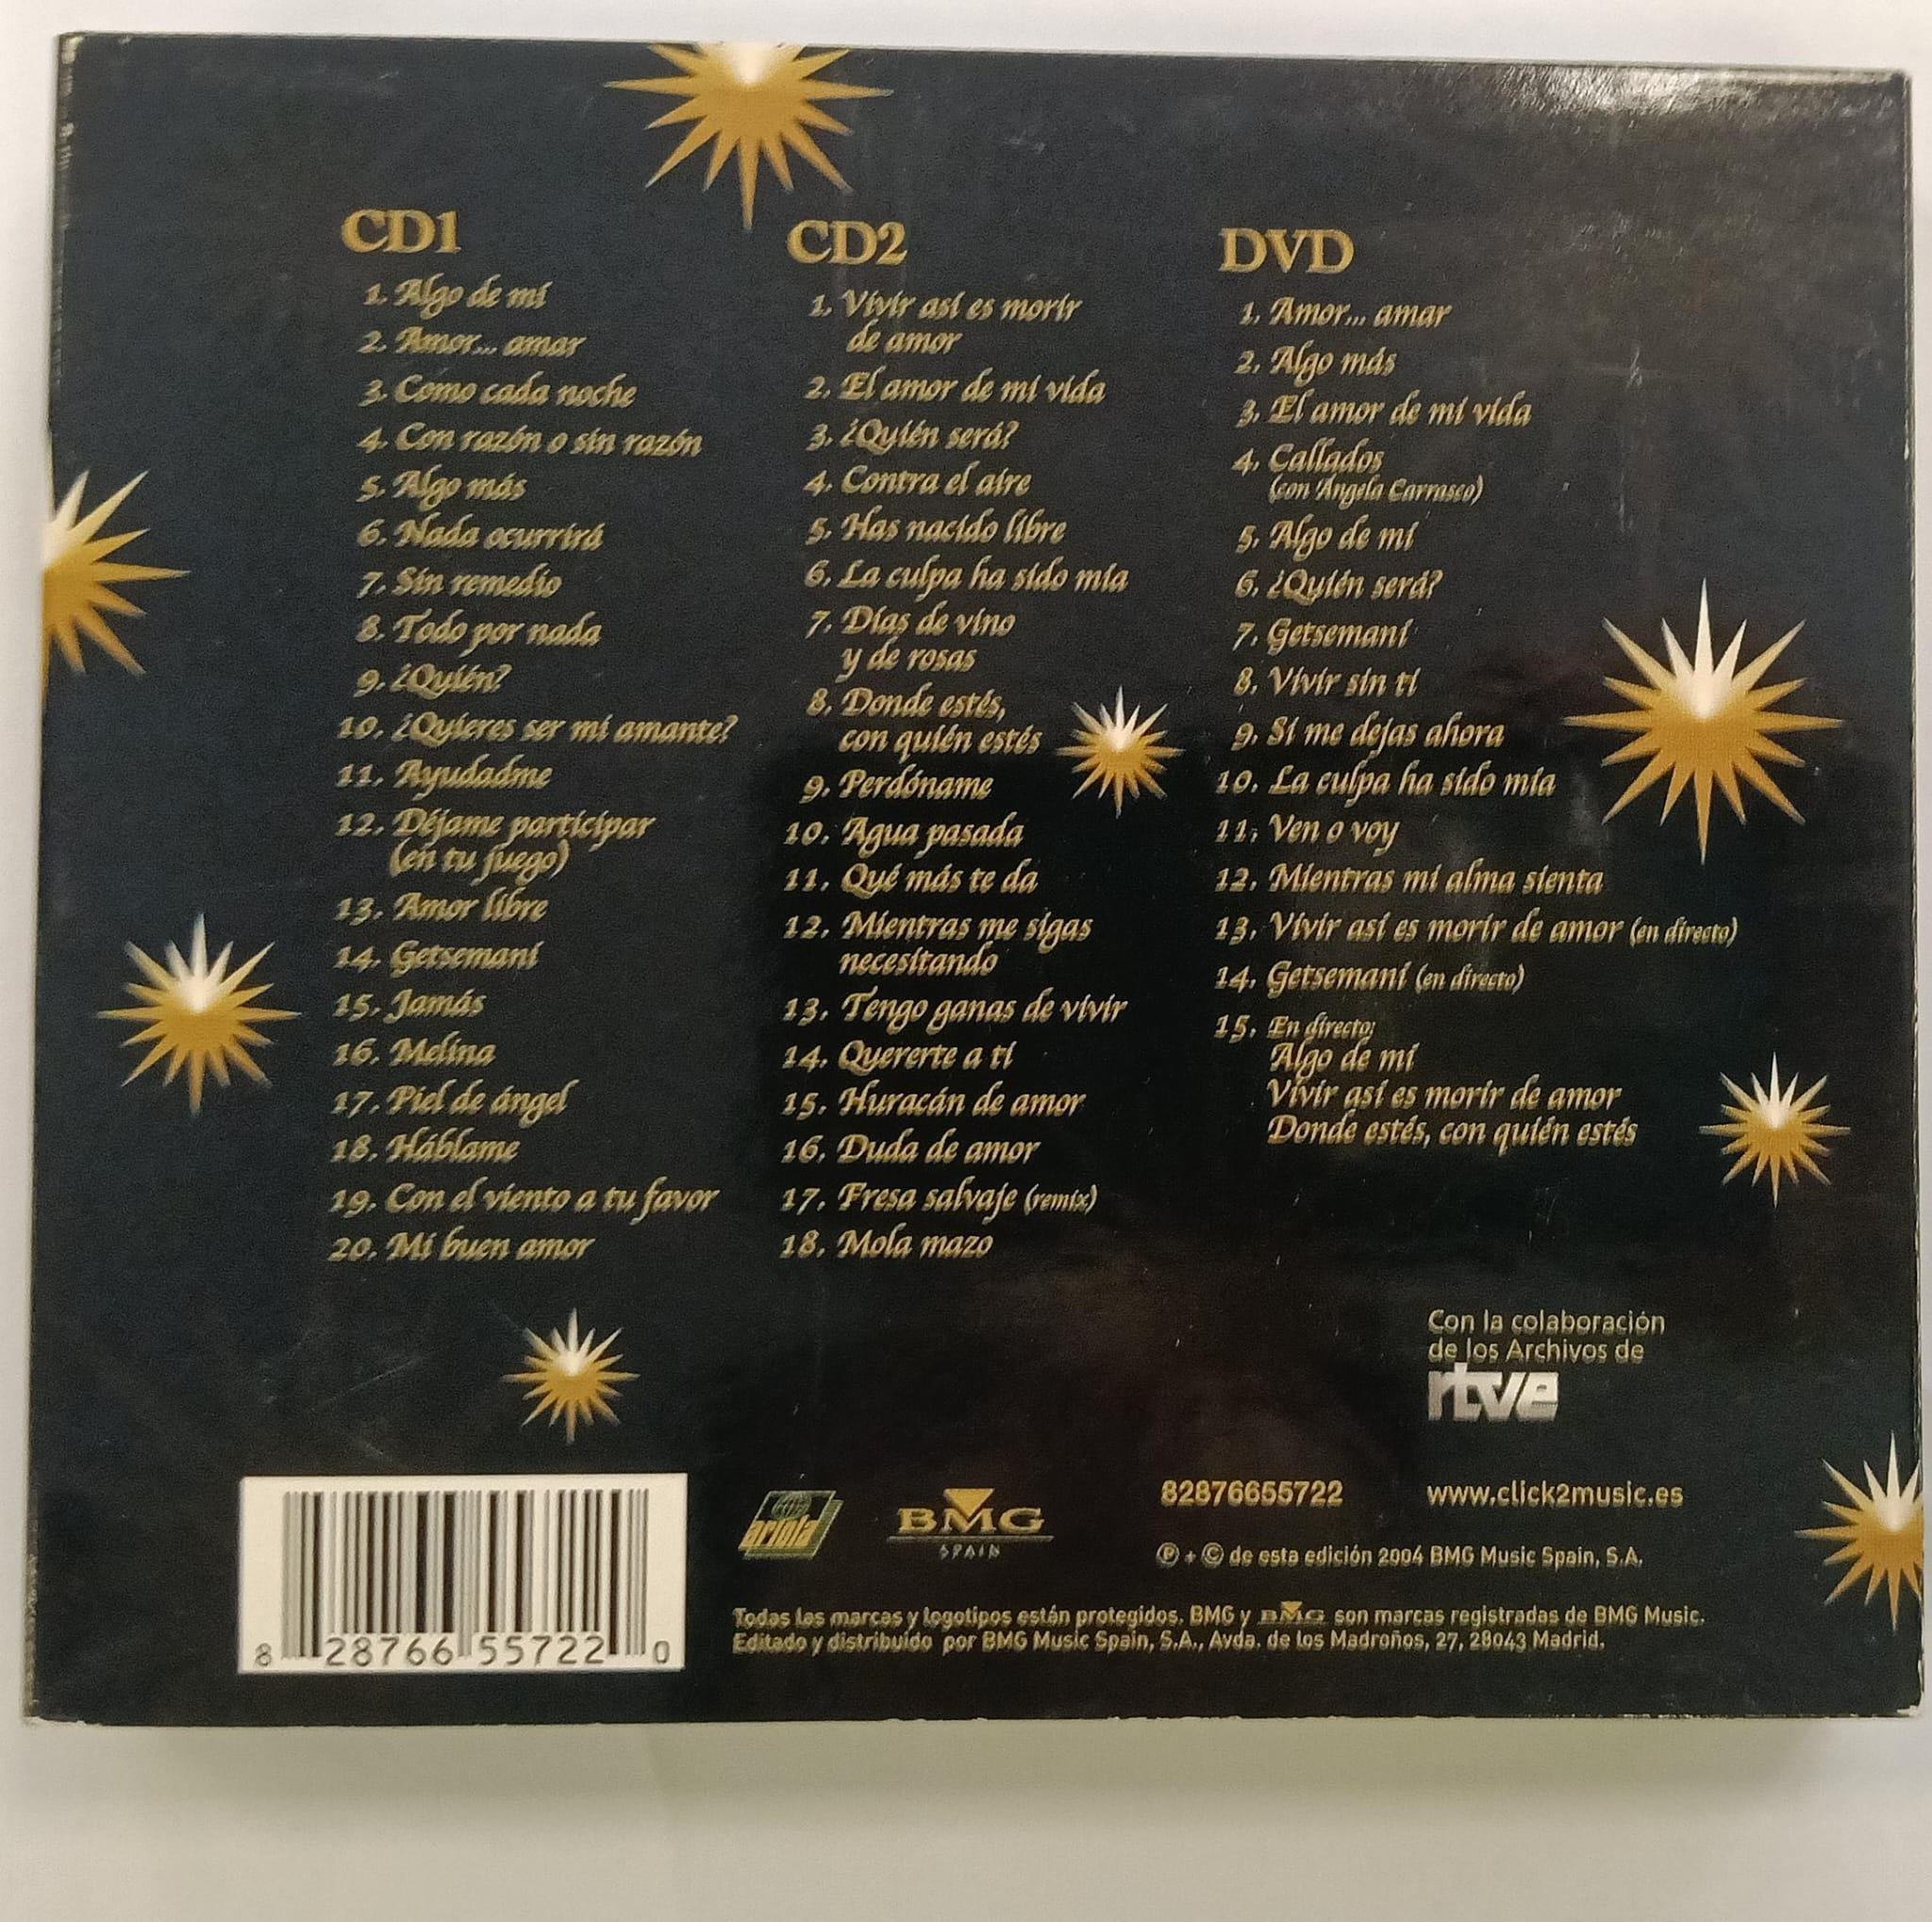 CD1
1. Algo de mí
2. Amor... amar
3. Como cada noche
4. Con razón o sin razón
5. Algo más
6. Nada ocurrirá
7. Sin remedio
8. Todo por nada
9. ¿Quién?
10. ¿Quieres ser mi amante?
11. Ayudadme
12. Déjame participar
(en tu juego)
13. Amor libre
14. Getsemaní
15. Jamás
16. Melina
17. Piel de ángel
18. Háblame
19. Con el viento a tu favor
20. Mi buen amor
CD2
1. Vivir así es morir
de amor
2. El amor de mi vida
3. ¿Quién será?
4. Contra el aire
5. Has nacido libre
6. La culpa ha sido mía
7. Días de vino
y de rosas
8. Donde estés,
con quién estés
9. Perdóname
10. Agua pasada
11. Qué más te da
12. Mientras me sigas
necesitando
13. Tengo ganas de vivir
14. Quererte a ti
15. Huracán de amor
16. Duda de amor
17. Fresa salvaje (remix)
18. Mola mazo
DVD
1. Amor... amar
2. Algo más
3. El amor de mi vida
4. Callados
(con Ángela Carrasco)
5. Algo de mí
6. ¿Quién será?
7. Getsemaní
8. Vivir sin ti
9. Si me dejas ahora
10. La culpa ha sido mía
11. Ven o voy
12. Mientras mi alma sienta
13. Vivir así es morir de amor (en directo)
14. Getsemaní (en directo)
15. En directo:
Algo de mí
Vivir así es morir de amor
Donde estés, con quién estés
Con la colaboración
de los Archivos de
rtve
8 28766 55722 0
ariola
BMG
SPAIN
82876655722
www.click2music.es
℗ + © de esta edición 2004 BMG Music Spain, S.A.
Todas las marcas y logotipos están protegidos. BMG y BMG son marcas registradas de BMG Music.
Editado y distribuido por BMG Music Spain, S.A., Avda. de los Madroños, 27, 28043 Madrid.